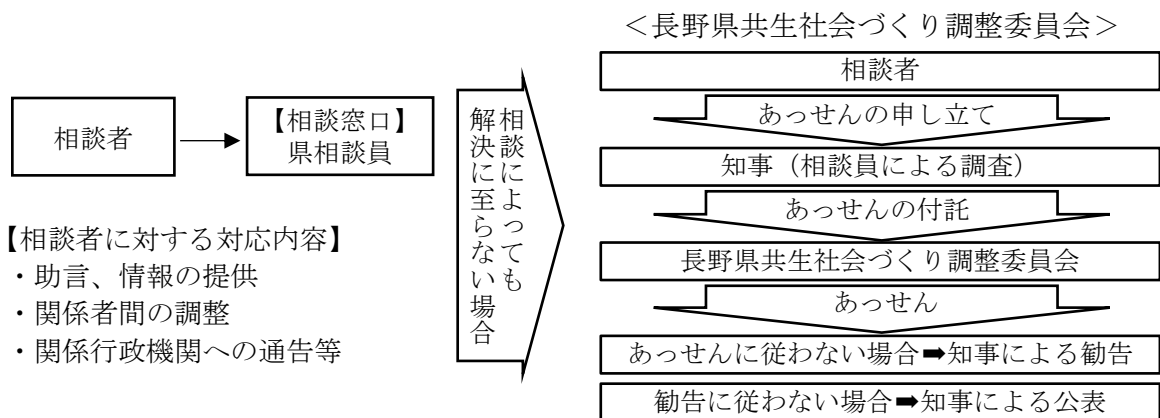 相談者
【相談窓口】
県相談員
【相談者に対する対応内容】
・助言、情報の提供
・関係者間の調整
・関係行政機関への通告等
相談によっても
解決に至らない場合
＜長野県共生社会づくり調整委員会＞
相談者
あっせんの申し立て
知事（相談員による調査）
あっせんの付託
長野県共生社会づくり調整委員会
あっせん
あっせんに従わない場合➡知事による勧告
勧告に従わない場合➡知事による公表